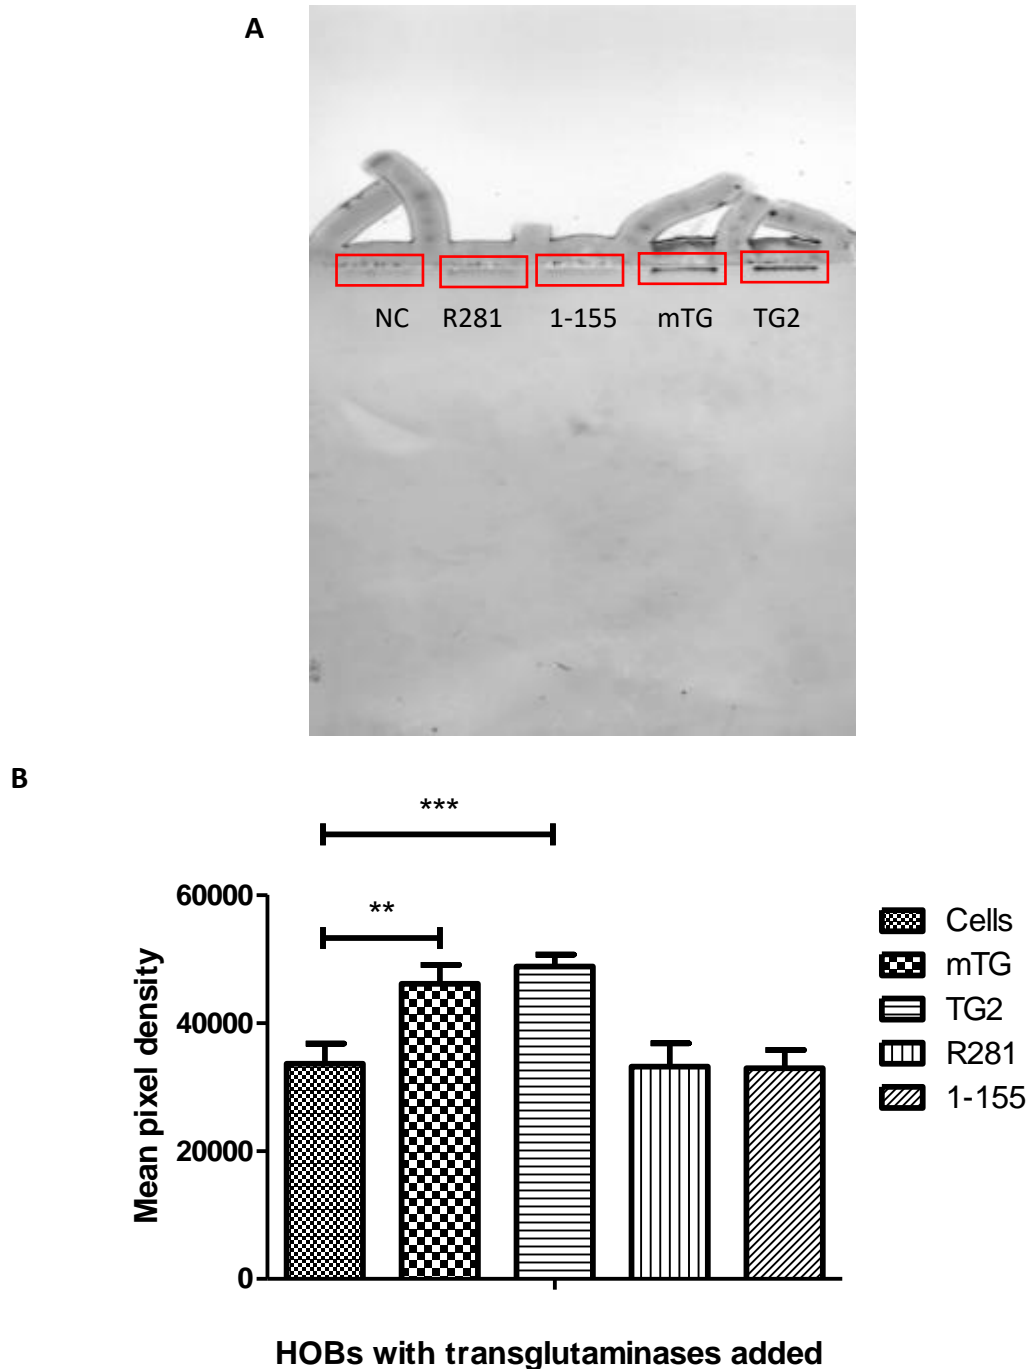 A
NC R281 1-155 mTG TG2
B
***
**
60000
40000
20000
0
Mean pixel density
HOBs with transglutaminases added
Cells
mTG
TG2
R281
1-155